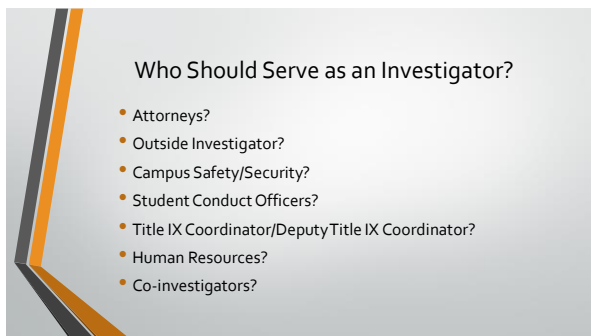 Who Should Serve as an Investigator?
• Attorneys?
• Outside Investigator?
• Campus Safety/Security?
• Student Conduct Officers?
• Title IX Coordinator/Deputy Title IX Coordinator?
• Human Resources?
• Co-investigators?